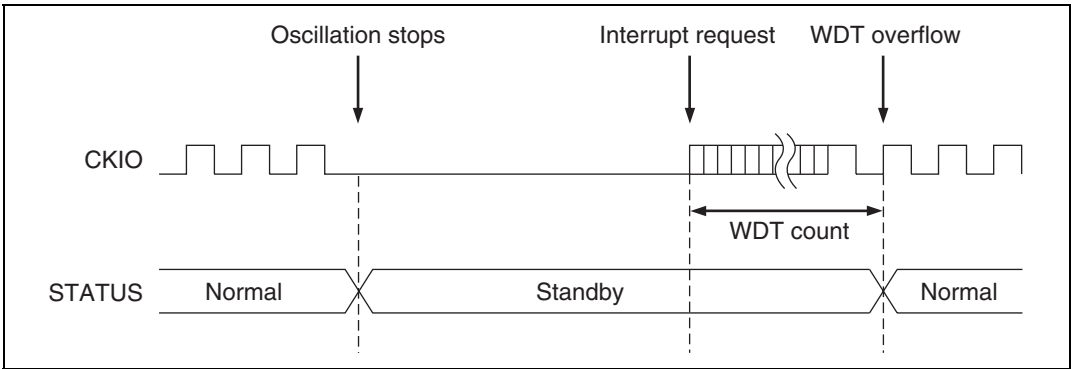 Oscillation stops Interrupt request WDT overflow
CKIO
WDT count
STATUS Normal Standby Normal